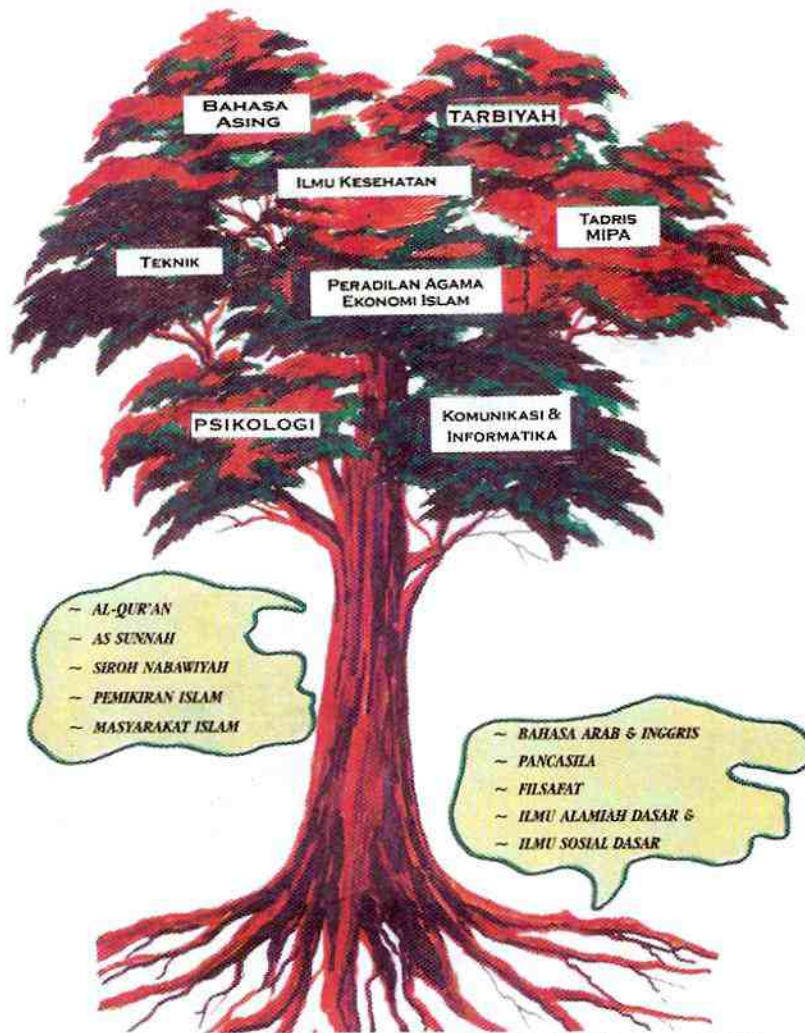 BAHASA
ASING
TARBIYAH
ILMU KESEHATAN
TADRIS
MIPA
TEKNIK
PERADILAN AGAMA
EKONOMI ISLAM
PSIKOLOGI
KOMUNIKASI &
INFORMATIKA
~ AL-QUR'AN
~ AS SUNNAH
~ SIROH NABAWIYAH
~ PEMIKIRAN ISLAM
~ MASYARAKAT ISLAM
~ BAHASA ARAB & INGGRIS
~ PANCASILA
~ FILSAFAT
~ ILMU ALAMIAH DASAR &
~ ILMU SOSIAL DASAR